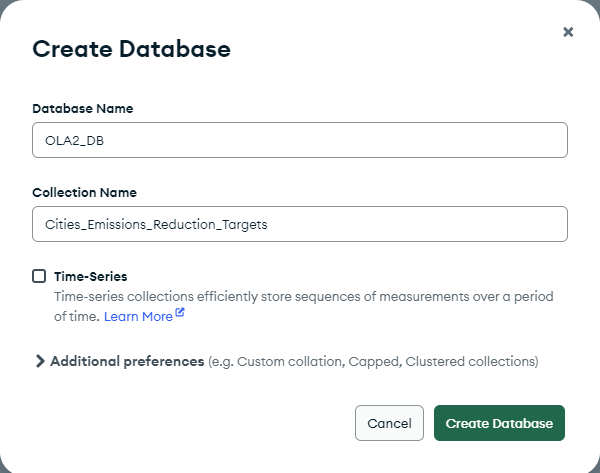 Create Database
Database Name
OLA2_DB
Collection Name
Cities_Emissions_Reduction_Targets
Time-Series
Time-series collections efficiently store sequences of measurements over a period
of time. Learn More
Additional preferences (e.g. Custom collation, Capped, Clustered collections)
Cancel
Create Database